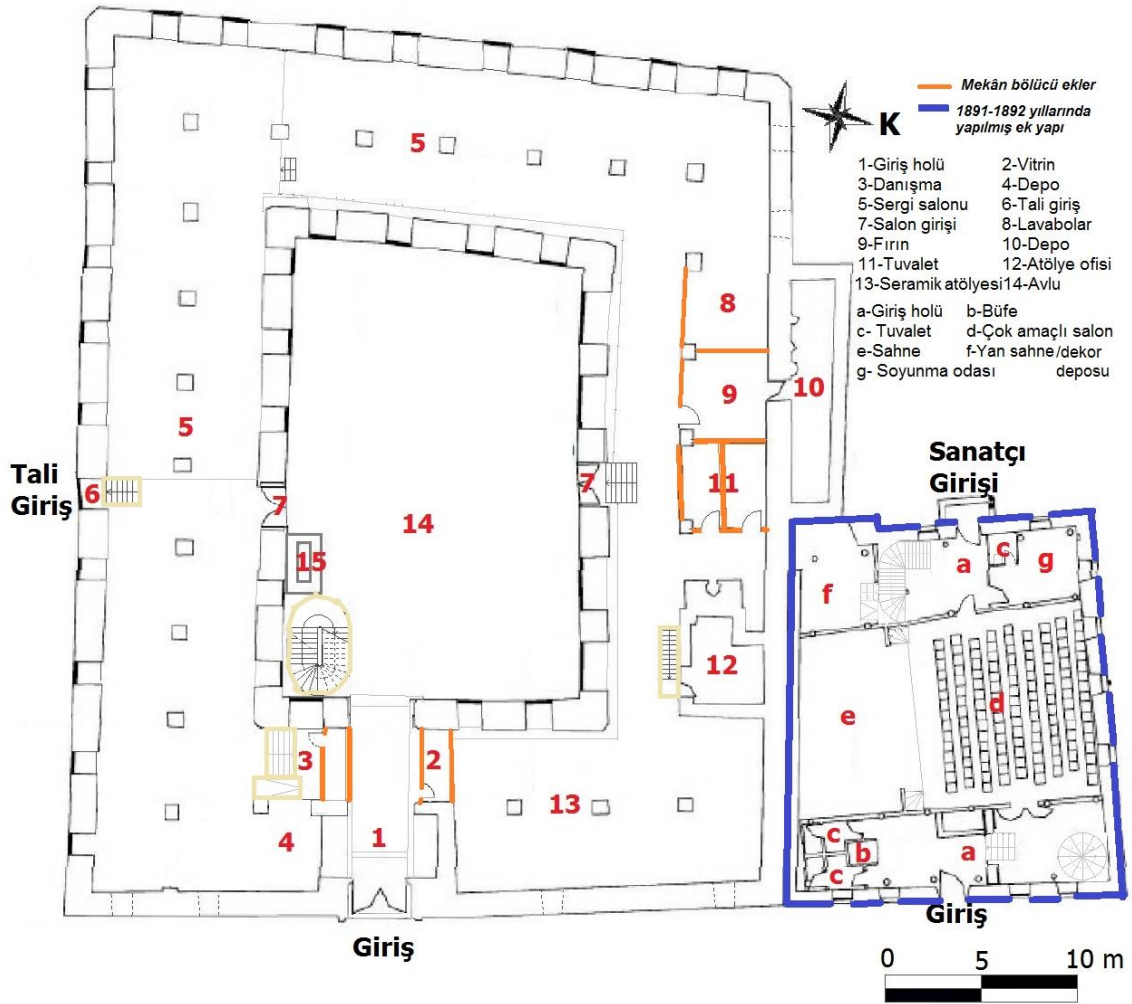 Mekân bölücü ekler
1891-1892 yıllarında
yapılmış ek yapı
K
1-Giriş holü 2-Vitrin
3-Danışma 4-Depo
5-Sergi salonu 6-Tali giriş
7-Salon girişi 8-Lavabolar
9-Fırın 10-Depo
11-Tuvalet 12-Atölye ofisi
13-Seramik atölyesi 14-Avlu
a-Giriş holü b-Büfe
c- Tuvalet d-Çok amaçlı salon
e-Sahne f-Yan sahne/dekor
g- Soyunma odası deposu
5
8
9
10
5
Tali
Giriş
6
7
7
11
14
15
12
3
2
13
4
1
Giriş
Sanatçı
Girişi
a
c
g
f
e
d
c
b
a
c
Giriş
0 5 10 m